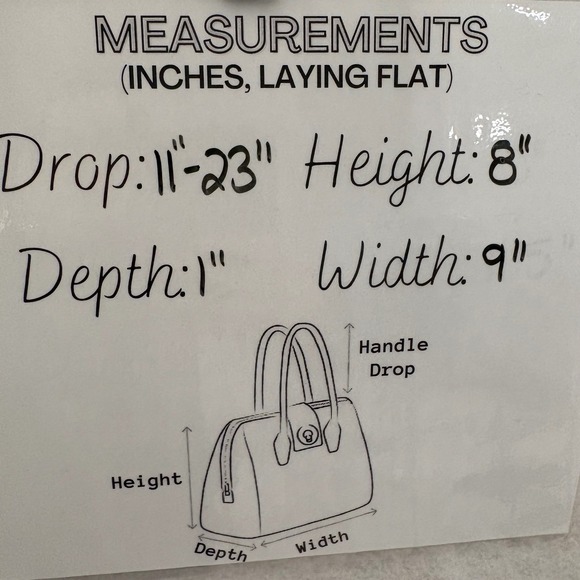 MEASUREMENTS
(INCHES, LAYING FLAT)
Drop: 11"-23" Height: 8"
Depth: 1" Width: 9"
Handle
Drop
Height
Depth
Width